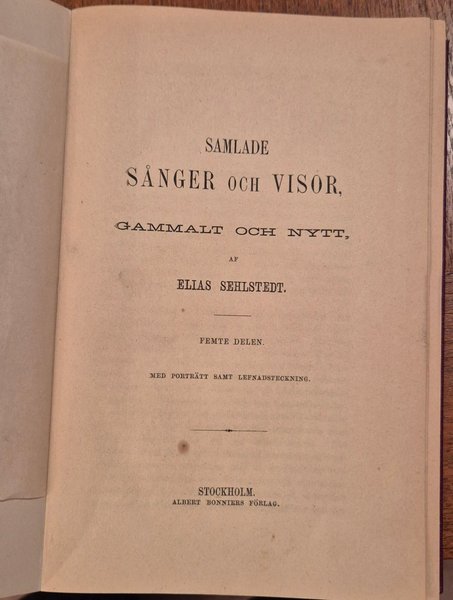 SAMLADE
SÅNGER OCH VISOR,
GAMMALT OCH NYTT,
AF
ELIAS SEHLSTEDT.
FEMTE DELEN.
MED PORTRÄTT SAMT LEFNADSTECKNING.
STOCKHOLM.
ALBERT BONNIERS FÖRLAG.